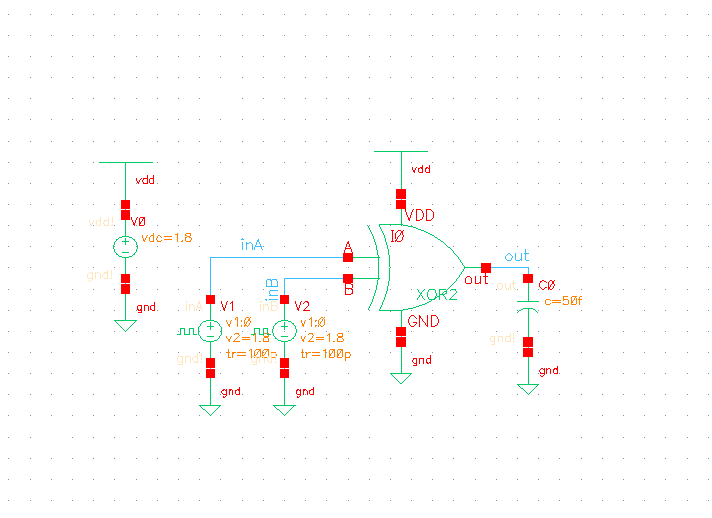 vdd
vdd
vdd!
V0
VDD
I0
vdc=1.8
inA
A
gnd!
inB
B
out
out
XOR2
out
C0
c=50f
gnd
inA
V1
inB
V2
v1:0
v2=1.8
tr=100p
v1:0
v2=1.8
tr=100p
GND
gnd!
gnd!
gnd!
gnd
gnd
gnd
gnd